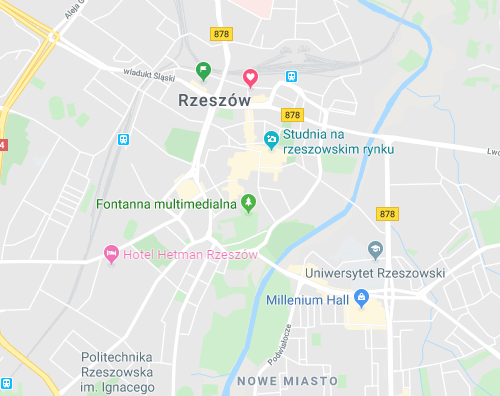 Aleja G
878
wiadukt Śląski
Rzeszów
878
Studnia na
rzeszowskim rynku
Lwo
4
Fontanna multimedialna
878
Hotel Hetman Rzeszów
Uniwersytet Rzeszowski
Millenium Hall
Podwisłocze
Politechnika
Rzeszowska
im. Ignacego
NOWE MIASTO